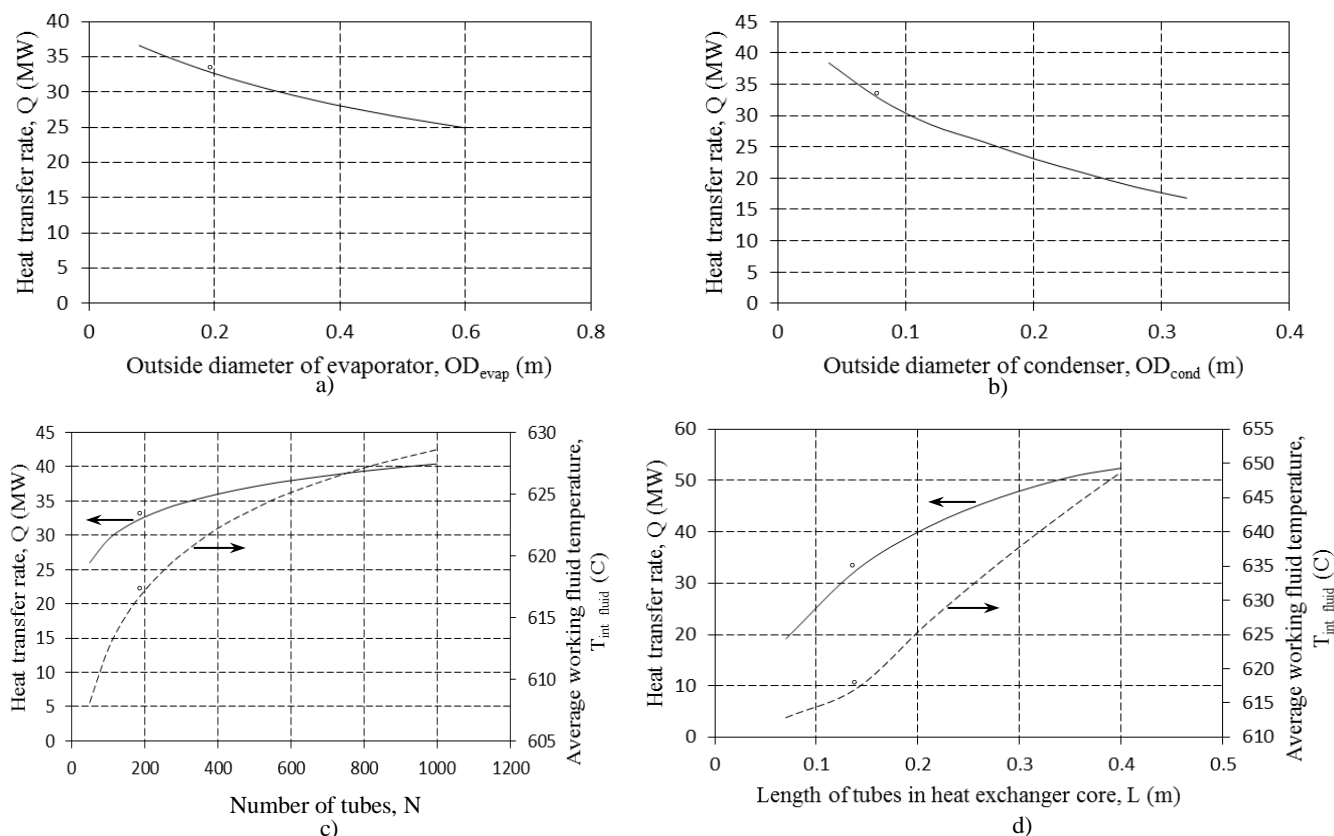 Heat transfer rate, Q (MW)
40
35
30
25
20
15
10
5
0
0 0.2 0.4 0.6 0.8
Outside diameter of evaporator, ODevap (m)
a)
Heat transfer rate, Q (MW)
45
40
35
30
25
20
15
10
5
0
0 0.1 0.2 0.3 0.4
Outside diameter of condenser, ODcond (m)
b)
Heat transfer rate, Q (MW)
45
40
35
30
25
20
15
10
5
0
0 200 400 600 800 1000 1200
630
625
620
615
610
605
Average working fluid temperature,
Tint fluid (C)
Number of tubes, N
c)
Heat transfer rate, Q (MW)
60
50
40
30
20
10
0
0 0.1 0.2 0.3 0.4 0.5
655
650
645
640
635
630
625
620
615
610
Average working fluid temperature,
Tint fluid (C)
Length of tubes in heat exchanger core, L (m)
d)